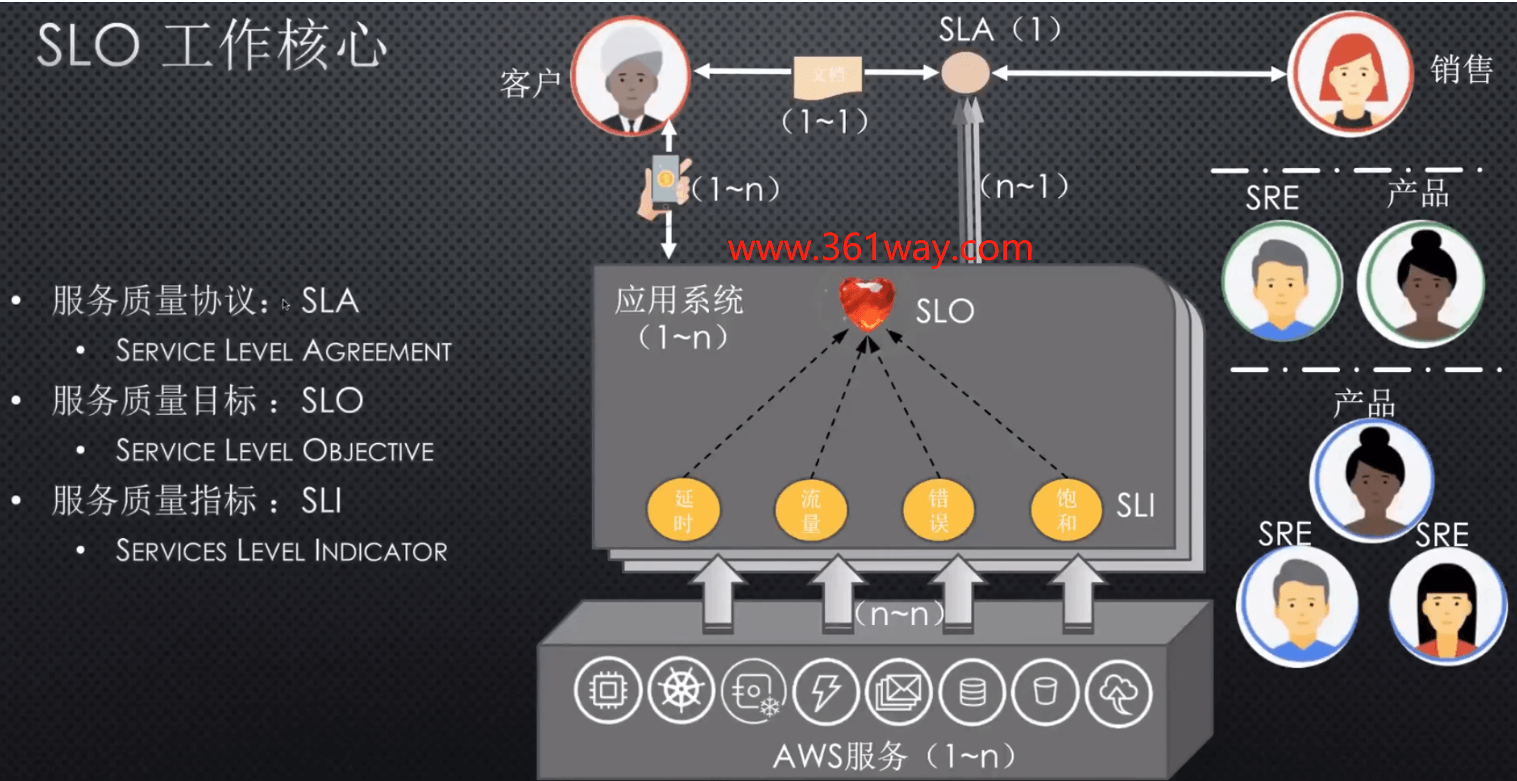 SLO 工作核心
客户
文档
（1~1）
SLA（1）
销售
（1~n）
（n~1）
www.361way.com
SRE
产品
• 服务质量协议： SLA
• SERVICE LEVEL AGREEMENT
• 服务质量目标 ： SLO
• SERVICE LEVEL OBJECTIVE
• 服务质量指标 ： SLI
• SERVICES LEVEL INDICATOR
应用系统
（1~n）
SLO
延
时
流
量
错
误
饱
和
SLI
产品
SRE
SRE
（n~n）
AWS服务（1~n）